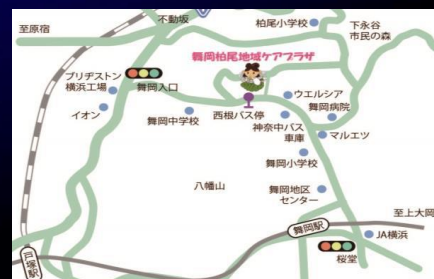 不動坂
至原宿
柏尾小学校
下永谷
市民の森
舞岡柏尾地域ケアプラザ
ブリヂストン
横浜工場
舞岡入口
ウエルシア
イオン
舞岡中学校
西根バス停
舞岡病院
神奈中バス
車庫
マルエツ
舞岡小学校
八幡山
舞岡地区
センター
舞岡駅
至上大岡
JA横浜
戸塚駅
桜堂